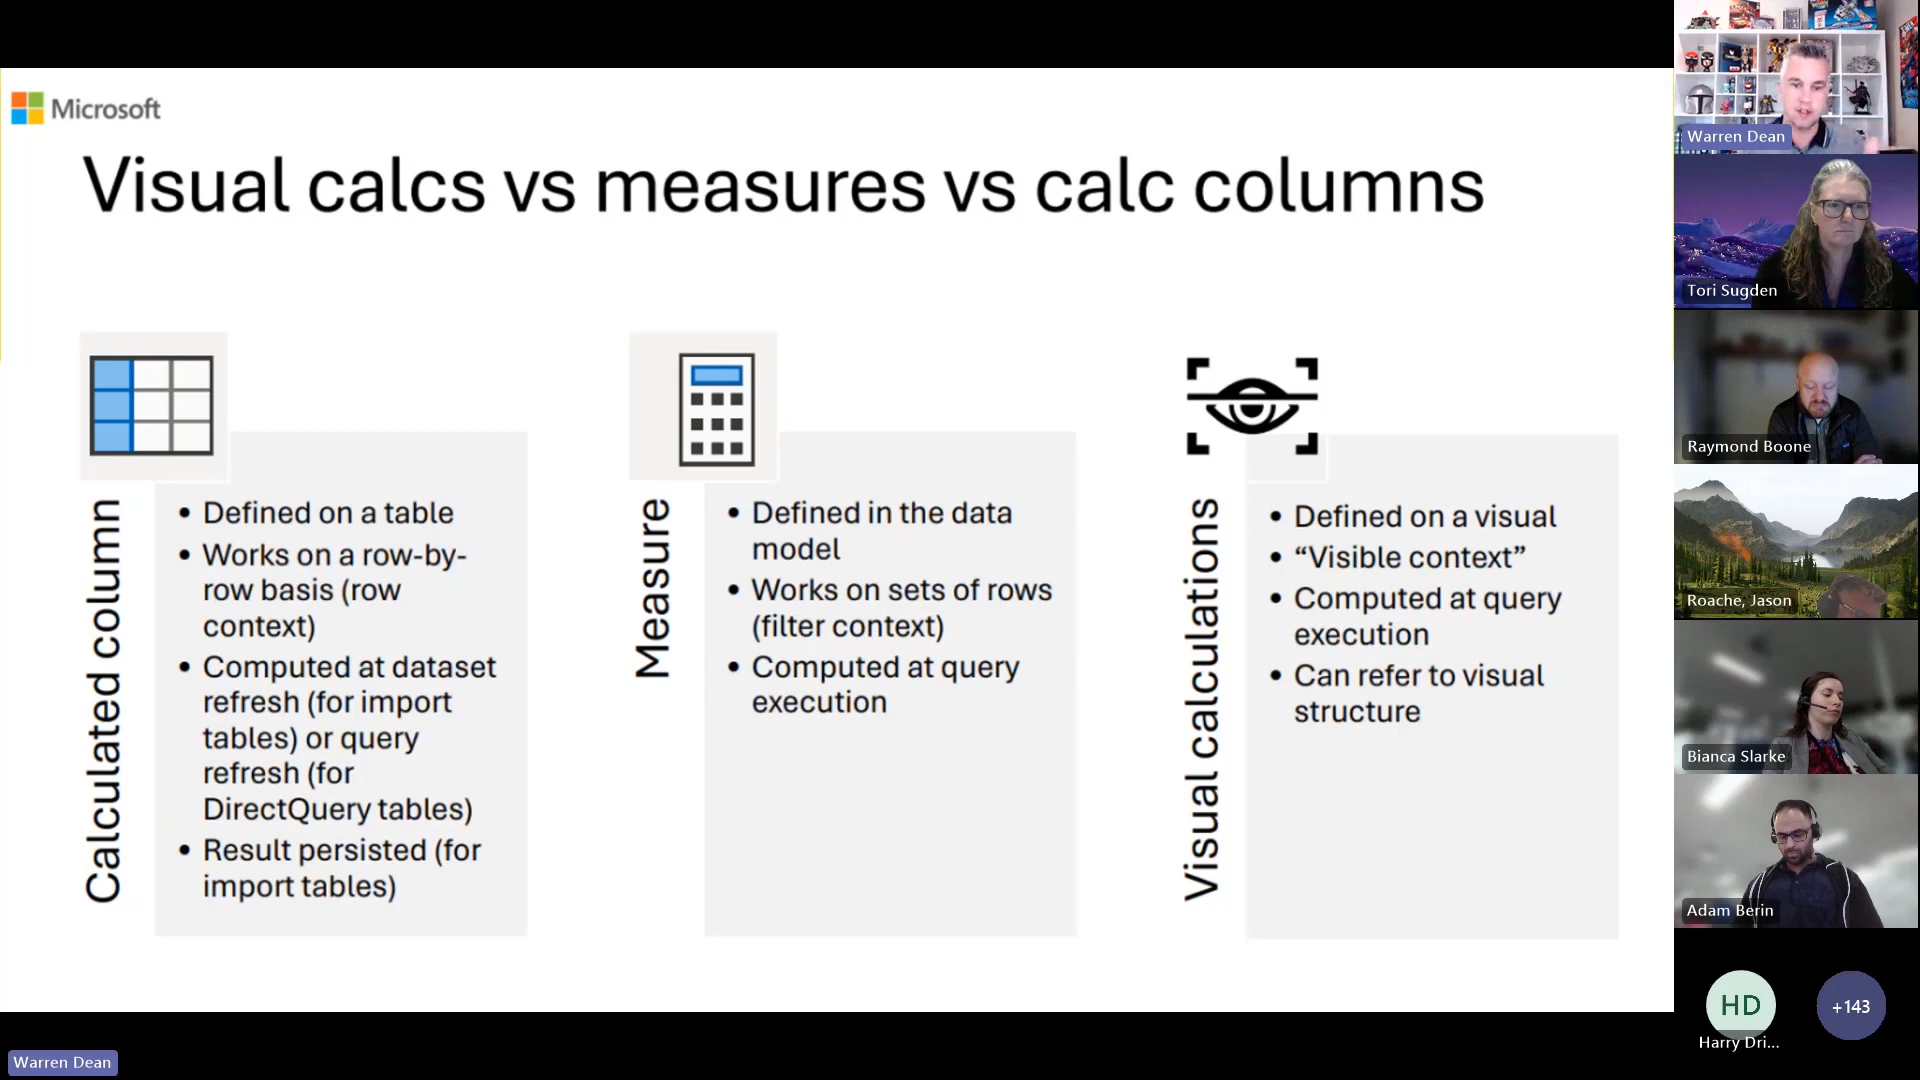 Microsoft
Visual calcs vs measures vs calc columns
Calculated column
• Defined on a table
• Works on a row-by-
row basis (row
context)
• Computed at dataset
refresh (for import
tables) or query
refresh (for
DirectQuery tables)
• Result persisted (for
import tables)
Measure
• Defined in the data
model
• Works on sets of rows
(filter context)
• Computed at query
execution
Visual calculations
• Defined on a visual
• “Visible context”
• Computed at query
execution
• Can refer to visual
structure
Warren Dean
Tori Sugden
Raymond Boone
Roache, Jason
Bianca Slarke
Adam Berin
HD
Harry Dri...
+143
Warren Dean